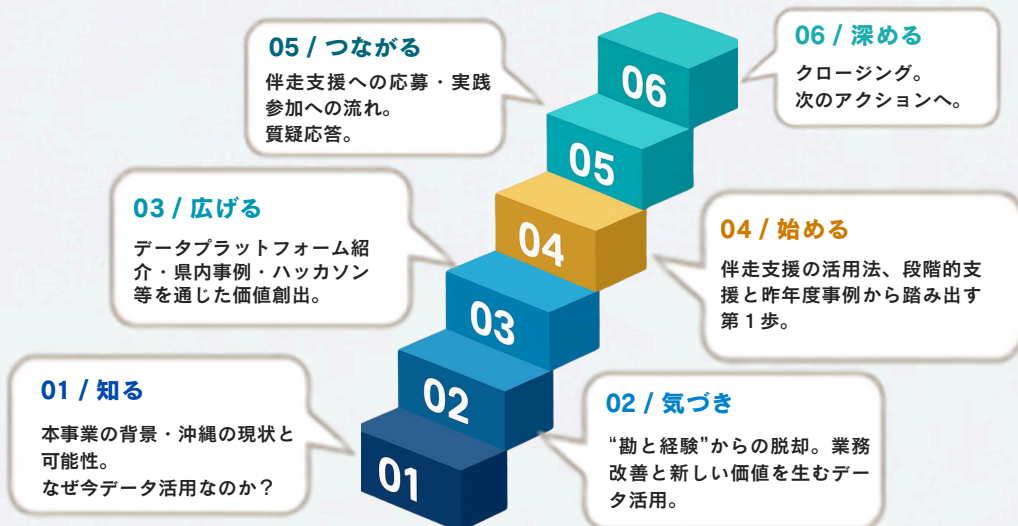 05 / つながる
伴走支援への応募・実践
参加への流れ。
質疑応答。
06 / 深める
クロージング。
次のアクションへ。
03 / 広げる
データプラットフォーム紹
介・県内事例・ハッカソン
等を通じた価値創出。
04 / 始める
伴走支援の活用法、段階的支
援と昨年度事例から踏み出す
第１歩。
01 / 知る
本事業の背景・沖縄の現状と
可能性。
なぜ今データ活用なのか？
02 / 気づき
“勘と経験”からの脱却。業務
改善と新しい価値を生むデー
タ活用。
06
05
04
03
02
01